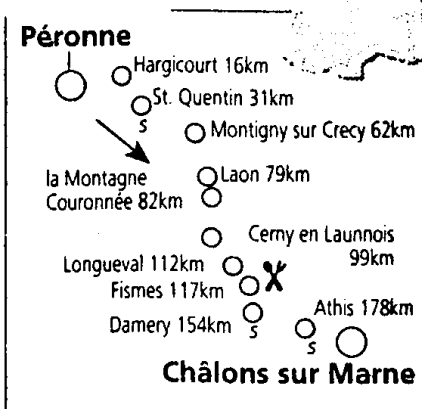 Péronne
Hargicourt 16km
St. Quentin 31km
s
Montigny sur Crecy 62km
Laon 79km
la Montagne
Couronnée 82km
Cerny en Launnois
99km
Longueval 112km
Fismes 117km
Athis 178km
Damery 154km
s
s
Châlons sur Marne